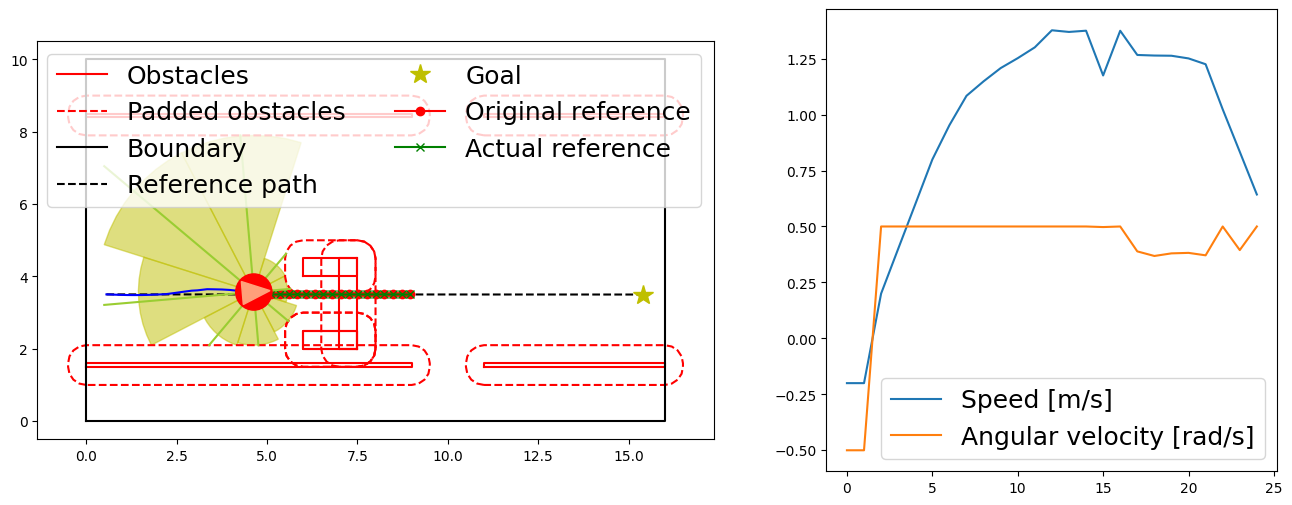 10
8
6
4
2
0
Obstacles
Padded obstacles
Boundary
Reference path
Goal
Original reference
Actual reference
0.0 2.5 5.0 7.5 10.0 12.5 15.0
1.25
1.00
0.75
0.50
0.25
0.00
−0.25
−0.50
Speed [m/s]
Angular velocity [rad/s]
0 5 10 15 20 25